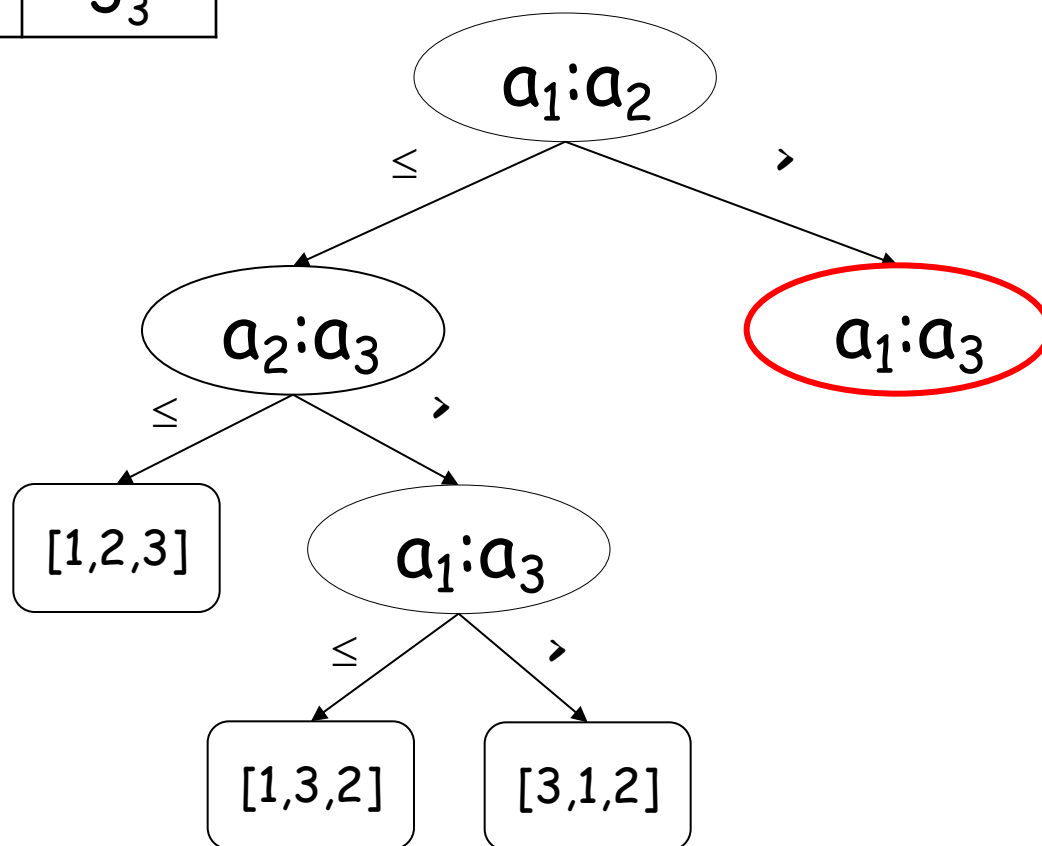 a₁:a₂
≤ >
a₂:a₃ a₁:a₃
≤ >
[1,2,3] a₁:a₃
≤ >
[1,3,2] [3,1,2]